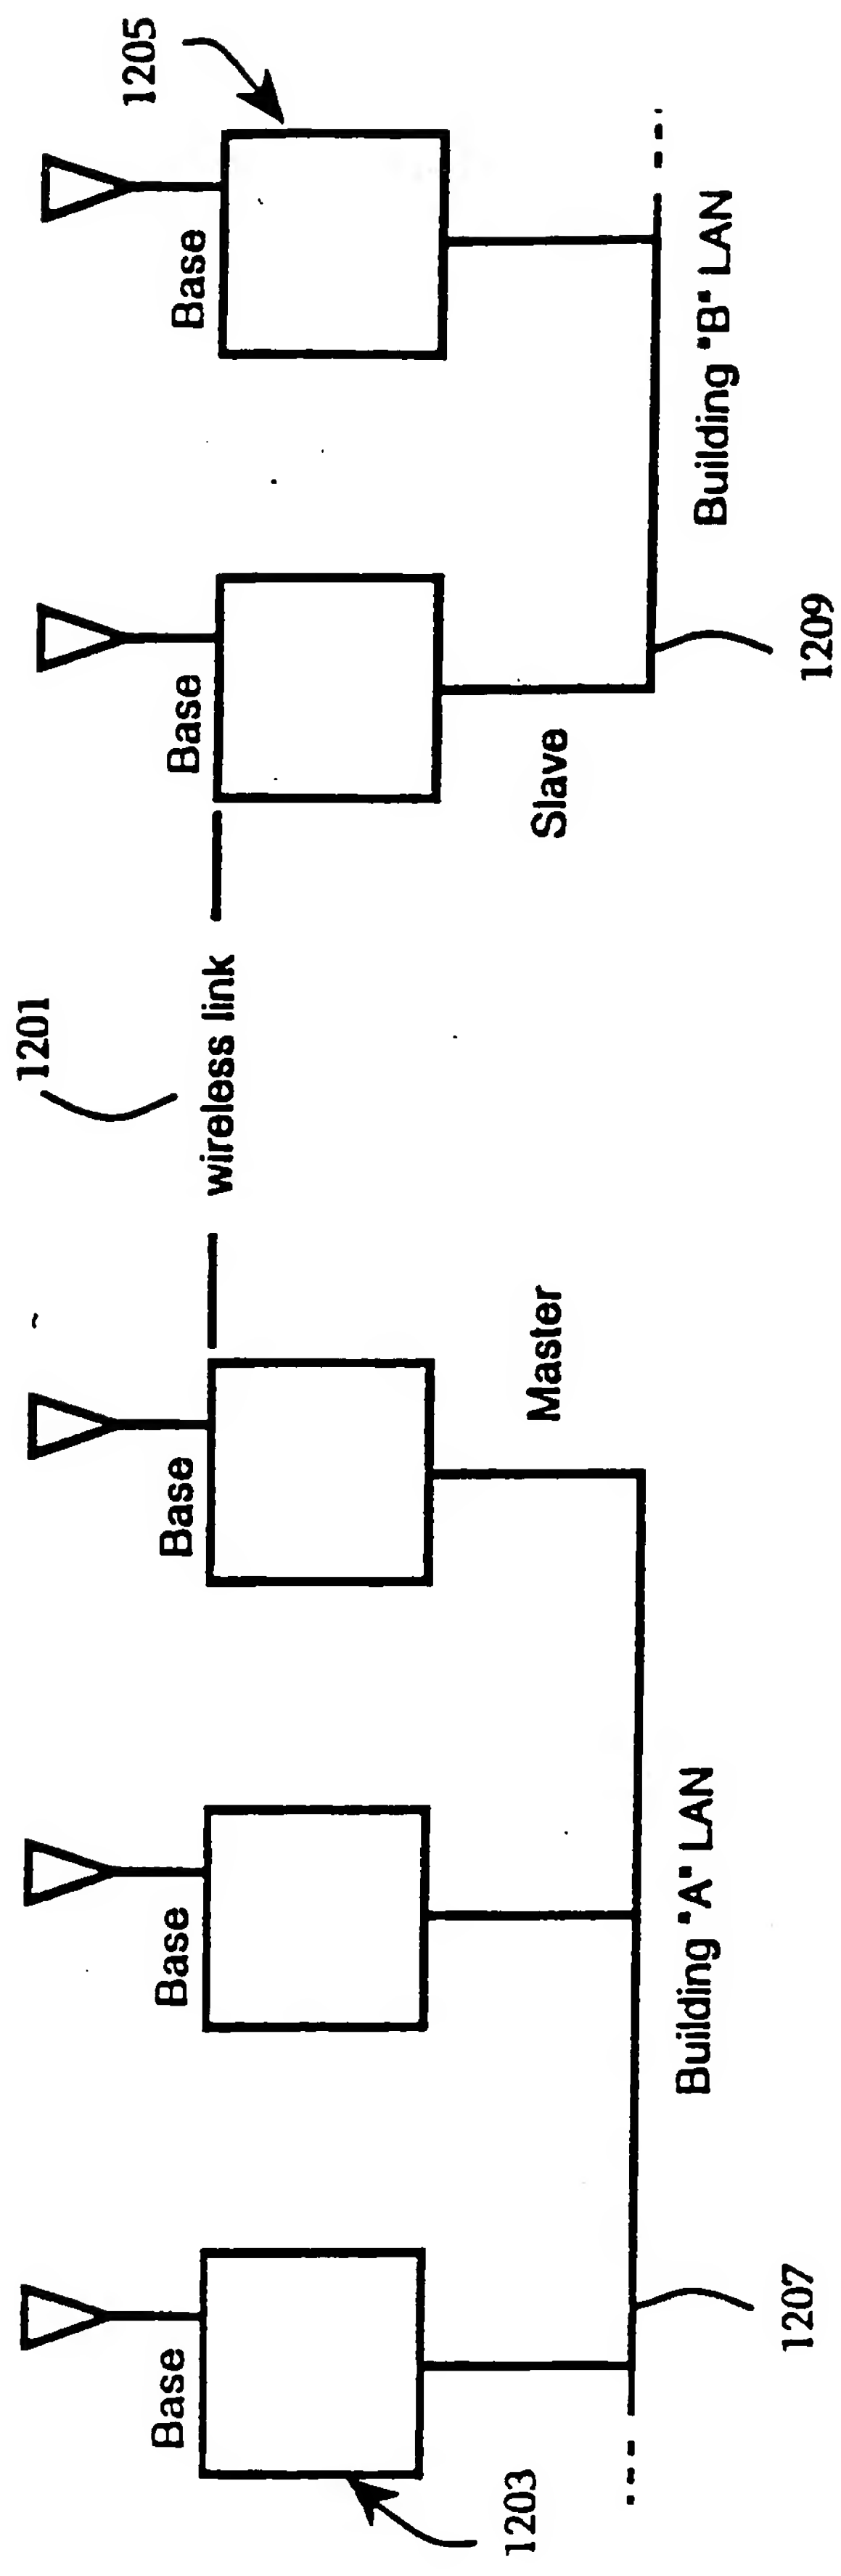 1201
1205
Base
Base
Base
wireless link
Base
Base
1203
Master
Slave
Building "A" LAN
Building "B" LAN
1207
1209